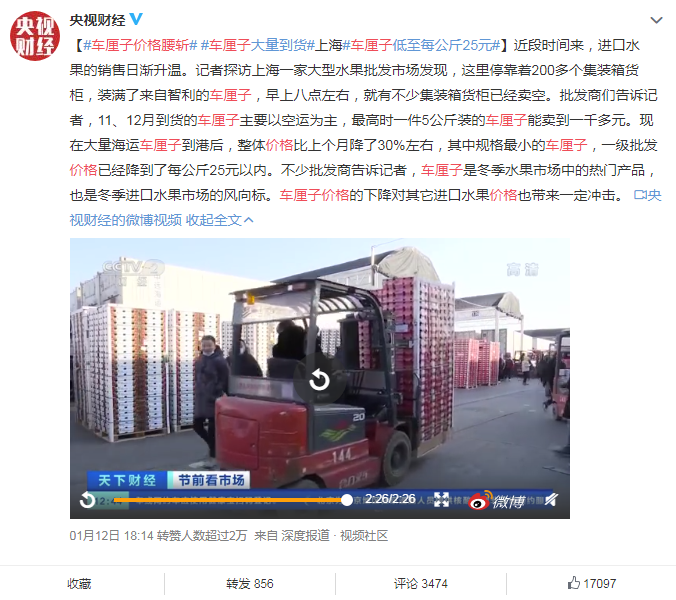 央视财经
央视
财经
【#车厘子价格腰斩# #车厘子大量到货#上海#车厘子低至每公斤25元#】近段时间来，进口水
果的销售日渐升温。记者探访上海一家大型水果批发市场发现，这里停靠着200多个集装箱货
柜，装满了来自智利的车厘子，早上八点左右，就有不少集装箱货柜已经卖空。批发商们告诉记
者，11、12月到货的车厘子主要以空运为主，最高时一件5公斤装的车厘子能卖到一千多元。现
在大量海运车厘子到港后，整体价格比上个月降了30%左右，其中规格最小的车厘子，一级批发
价格已经降到了每公斤25元以内。不少批发商告诉记者，车厘子是冬季水果市场中的热门产品，
也是冬季进口水果市场的风向标。车厘子价格的下降对其它进口水果价格也带来一定冲击。 央
视财经的微博视频 收起全文
CCTV 2
财经
高清
20
144
天下财经 节前看市场
12:44
2:26/2:26
微博
01月12日 18:14 转赞人数超过2万 来自 深度报道 · 视频社区
收藏 转发 856 评论 3474 17097